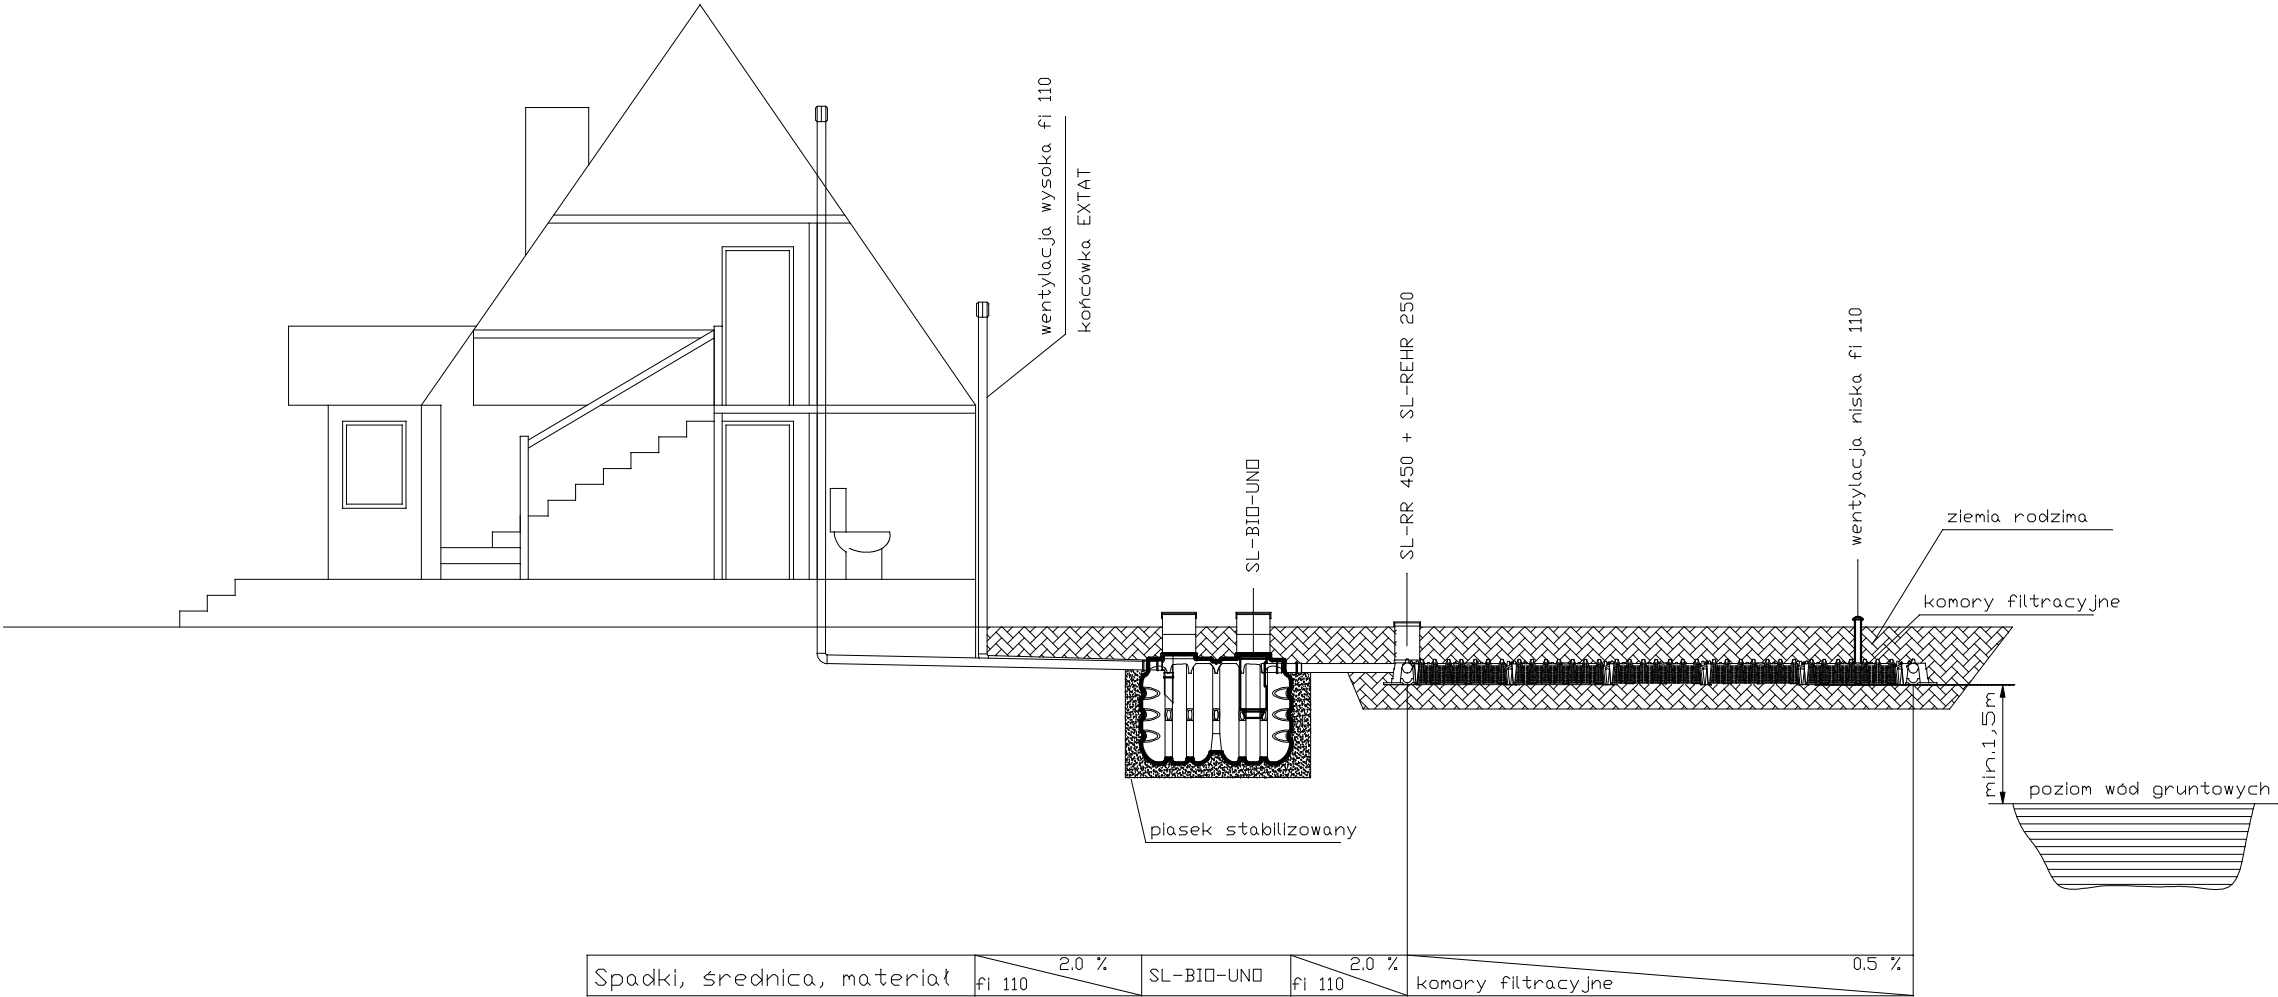 wentylacja wysoka fi 110
końcówka EXTAT
SL-BIO-UNO
SL-RR 450 + SL-REHR 250
wentylacja niska fi 110
ziemia rodzima
komory filtracyjne
min.1,5m
poziom wód gruntowych
piasek stabilizowany
Spadki, średnica, materiał
2.0 %
fi 110
SL-BIO-UNO
2.0 %
fi 110
0.5 %
komory filtracyjne